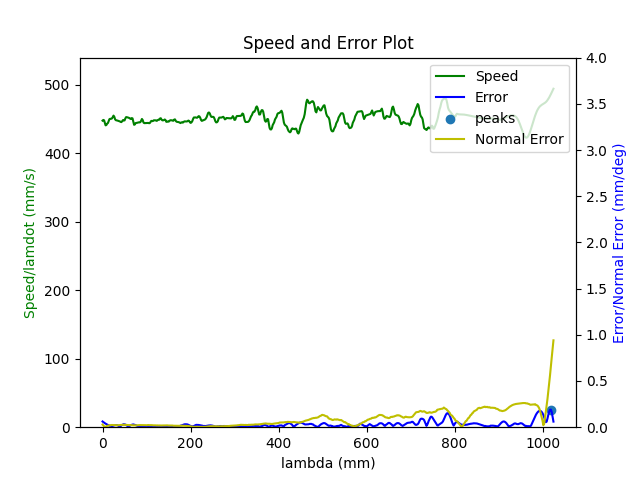 Speed and Error Plot
Speed/lamdot (mm/s)
500
400
300
200
100
0
Speed
Error
peaks
Normal Error
4.0
3.5
3.0
2.5
2.0
1.5
1.0
0.5
0.0
Error/Normal Error (mm/deg)
0 200 400 600 800 1000
lambda (mm)